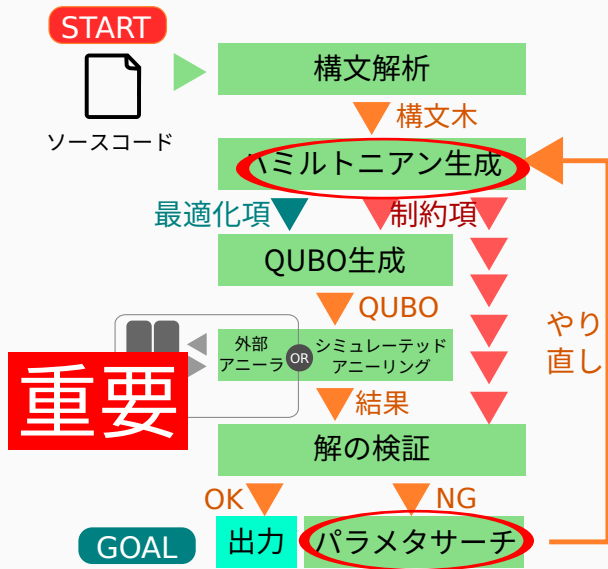 START
構文解析
ソースコード
構文木
ハミルトニアン生成
最適化項
制約項
QUBO生成
QUBO
外部
アニーラ
OR
シミュレーテッド
アニーリング
やり
直し
重要
結果
解の検証
OK
NG
GOAL
出力
パラメタサーチ